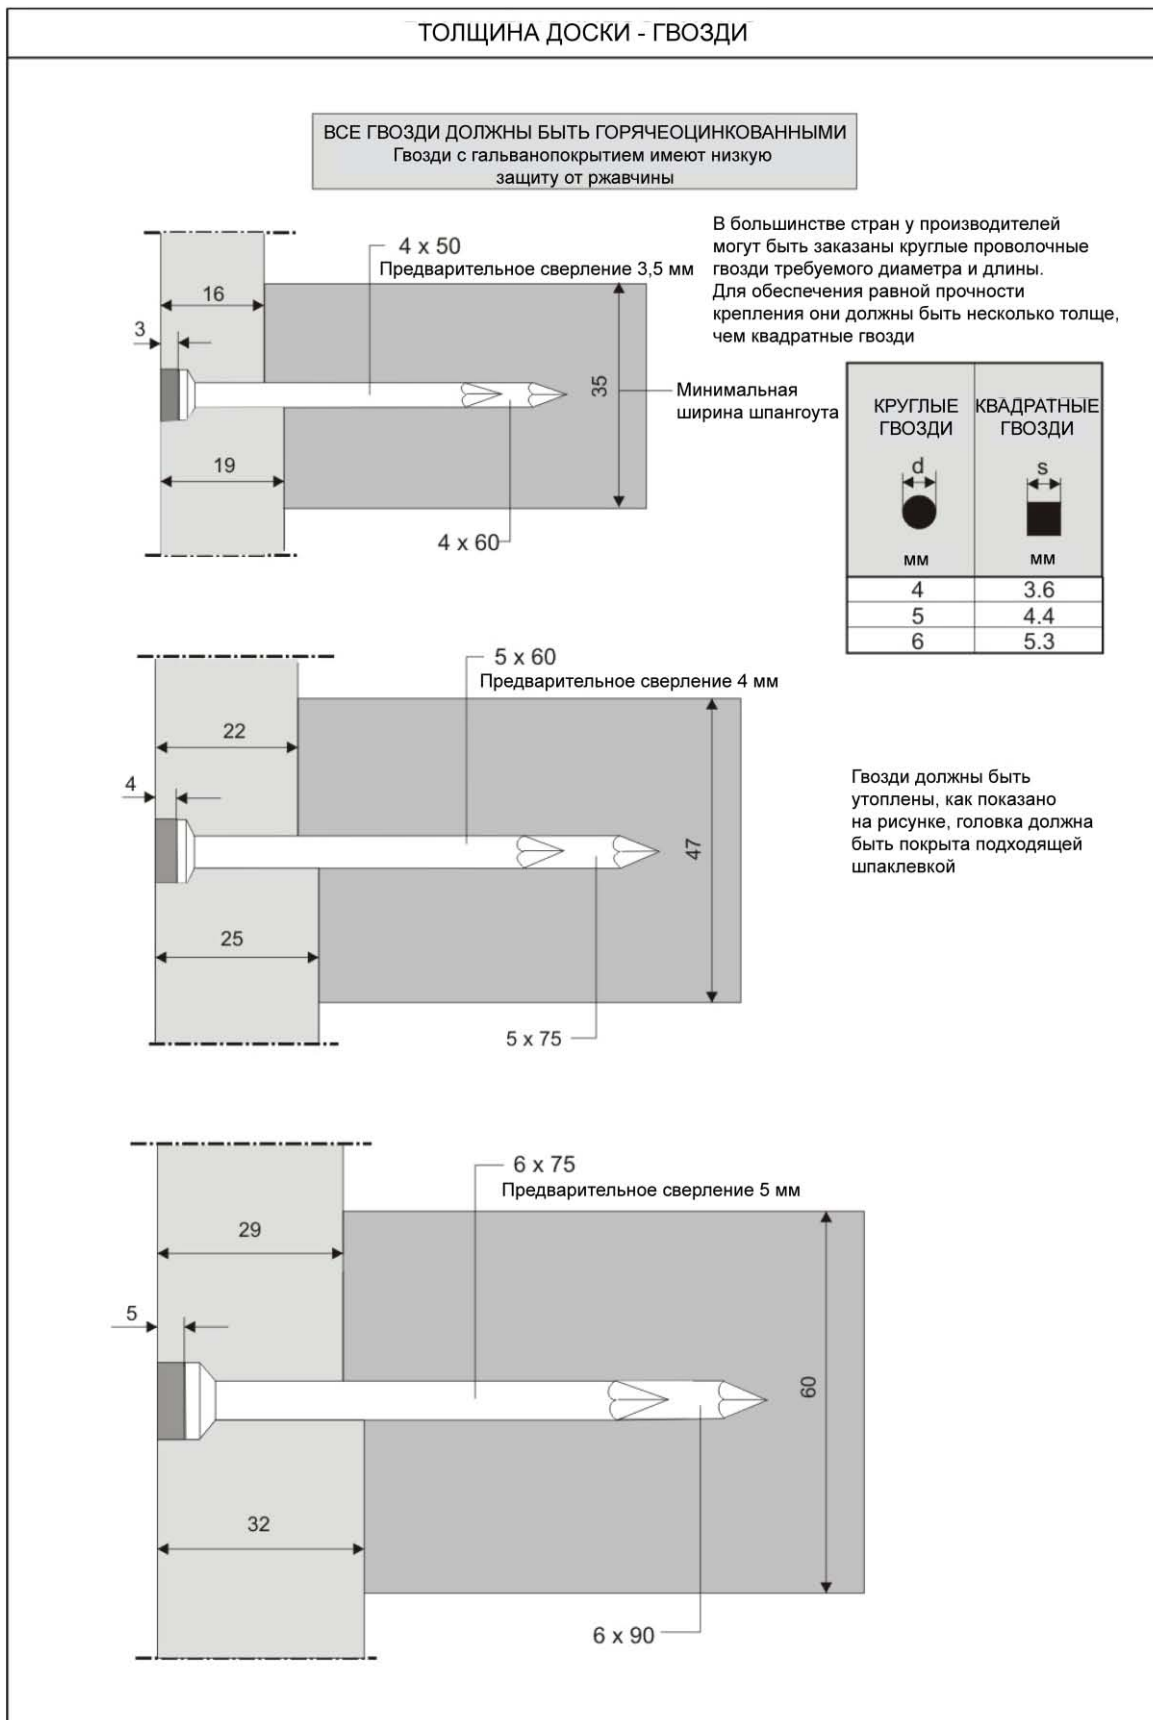 ТОЛЩИНА ДОСКИ - ГВОЗДИ
ВСЕ ГВОЗДИ ДОЛЖНЫ БЫТЬ ГОРЯЧЕОЦИНКОВАННЫМИ
Гвозди с гальванопокрытием имеют низкую
защиту от ржавчины
В большинстве стран у производителей
могут быть заказаны круглые проволочные
гвозди требуемого диаметра и длины.
Для обеспечения равной прочности
крепления они должны быть несколько толще,
чем квадратные гвозди
4 x 50
Предварительное сверление 3,5 мм
16
3
35
Минимальная
ширина шпангоута
19
4 x 60
КРУГЛЫЕ
ГВОЗДИ
КВАДРАТНЫЕ
ГВОЗДИ
d
s
мм
мм
4 3.6
5 4.4
6 5.3
5 x 60
Предварительное сверление 4 мм
22
4
47
25
5 x 75
Гвозди должны быть
утоплены, как показано
на рисунке, головка должна
быть покрыта подходящей
шпаклевкой
6 x 75
Предварительное сверление 5 мм
29
5
60
32
6 x 90